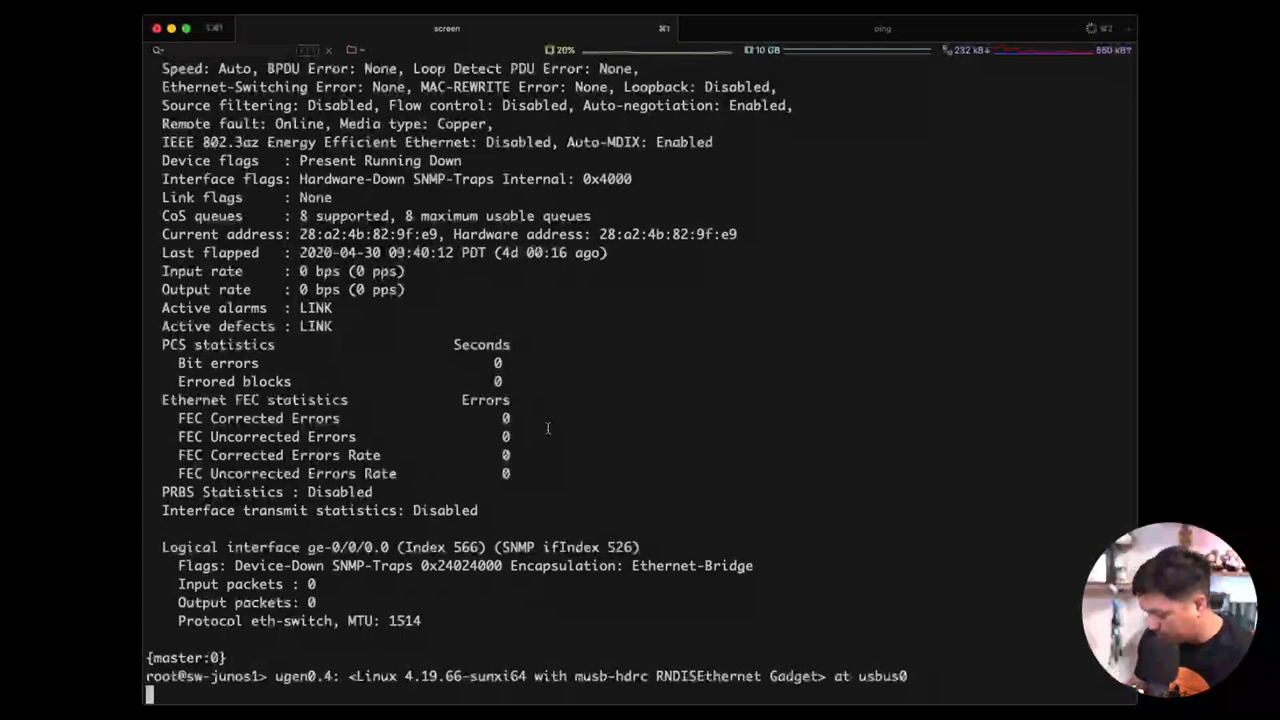 screen ⌘1 ping ⌘2
20% 10 GB 232 kB↓ 860 kB↑
Speed: Auto, BPDU Error: None, Loop Detect PDU Error: None,
Ethernet-Switching Error: None, MAC-REWRITE Error: None, Loopback: Disabled,
Source filtering: Disabled, Flow control: Disabled, Auto-negotiation: Enabled,
Remote fault: Online, Media type: Copper,
IEEE 802.3az Energy Efficient Ethernet: Disabled, Auto-MDIX: Enabled
Device flags   : Present Running Down
Interface flags: Hardware-Down SNMP-Traps Internal: 0x4000
Link flags     : None
CoS queues     : 8 supported, 8 maximum usable queues
Current address: 28:a2:4b:82:9f:e9, Hardware address: 28:a2:4b:82:9f:e9
Last flapped   : 2020-04-30 09:40:12 PDT (4d 00:16 ago)
Input rate     : 0 bps (0 pps)
Output rate    : 0 bps (0 pps)
Active alarms  : LINK
Active defects : LINK
PCS statistics                      Seconds
Bit errors                             0
Errored blocks                         0
Ethernet FEC statistics              Errors
FEC Corrected Errors                    0
FEC Uncorrected Errors                  0
FEC Corrected Errors Rate               0
FEC Uncorrected Errors Rate             0
PRBS Statistics : Disabled
Interface transmit statistics: Disabled
Logical interface ge-0/0/0.0 (Index 566) (SNMP ifIndex 526)
Flags: Device-Down SNMP-Traps 0x24024000 Encapsulation: Ethernet-Bridge
Input packets : 0
Output packets: 0
Protocol eth-switch, MTU: 1514
{master:0}
root@sw-junos1> ugen0.4: <Linux 4.19.66-sunxi64 with musb-hdrc RNDISEthernet Gadget> at usbus0